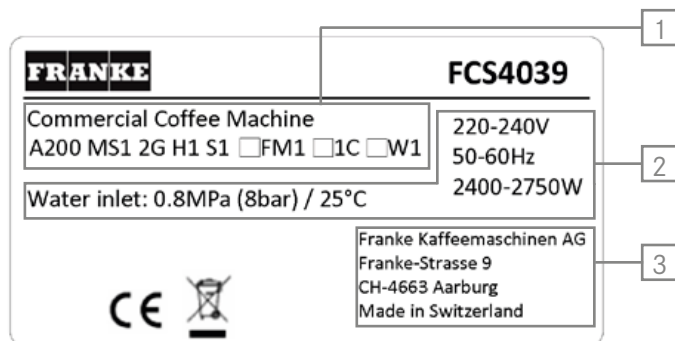 1
FRANKE
FCS4039
Commercial Coffee Machine
A200 MS1 2G H1 S1 ☐FM1 ☐1C ☐W1
220-240V
50-60Hz
2400-2750W
2
Water inlet: 0.8MPa (8bar) / 25°C
Franke Kaffeemaschinen AG
Franke-Strasse 9
CH-4663 Aarburg
Made in Switzerland
3
CE